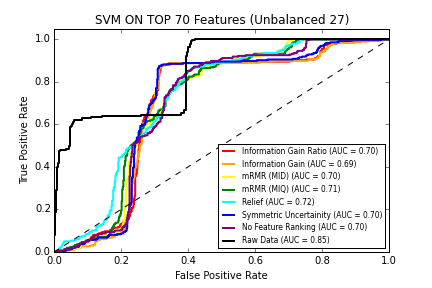 SVM ON TOP 70 Features (Unbalanced 27)
True Positive Rate
1.0
0.8
0.6
0.4
0.2
0.0
Information Gain Ratio (AUC = 0.70)
Information Gain (AUC = 0.69)
mRMR (MID) (AUC = 0.70)
mRMR (MIQ) (AUC = 0.71)
Relief (AUC = 0.72)
Symmetric Uncertainity (AUC = 0.70)
No Feature Ranking (AUC = 0.70)
Raw Data (AUC = 0.85)
0.0 0.2 0.4 0.6 0.8 1.0
False Positive Rate